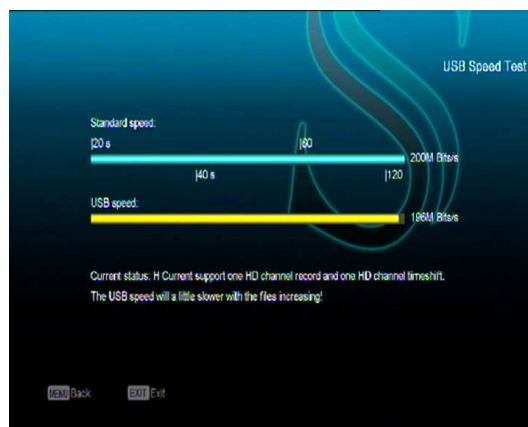 USB Speed Test
Standard speed:
|20 s |60
200M Bits/s
|40 s |120
USB speed:
196M Bits/s
Current status: H Current support one HD channel record and one HD channel timeshift.
The USB speed will a little slower with the files increasing!
MENU Back EXIT Exit